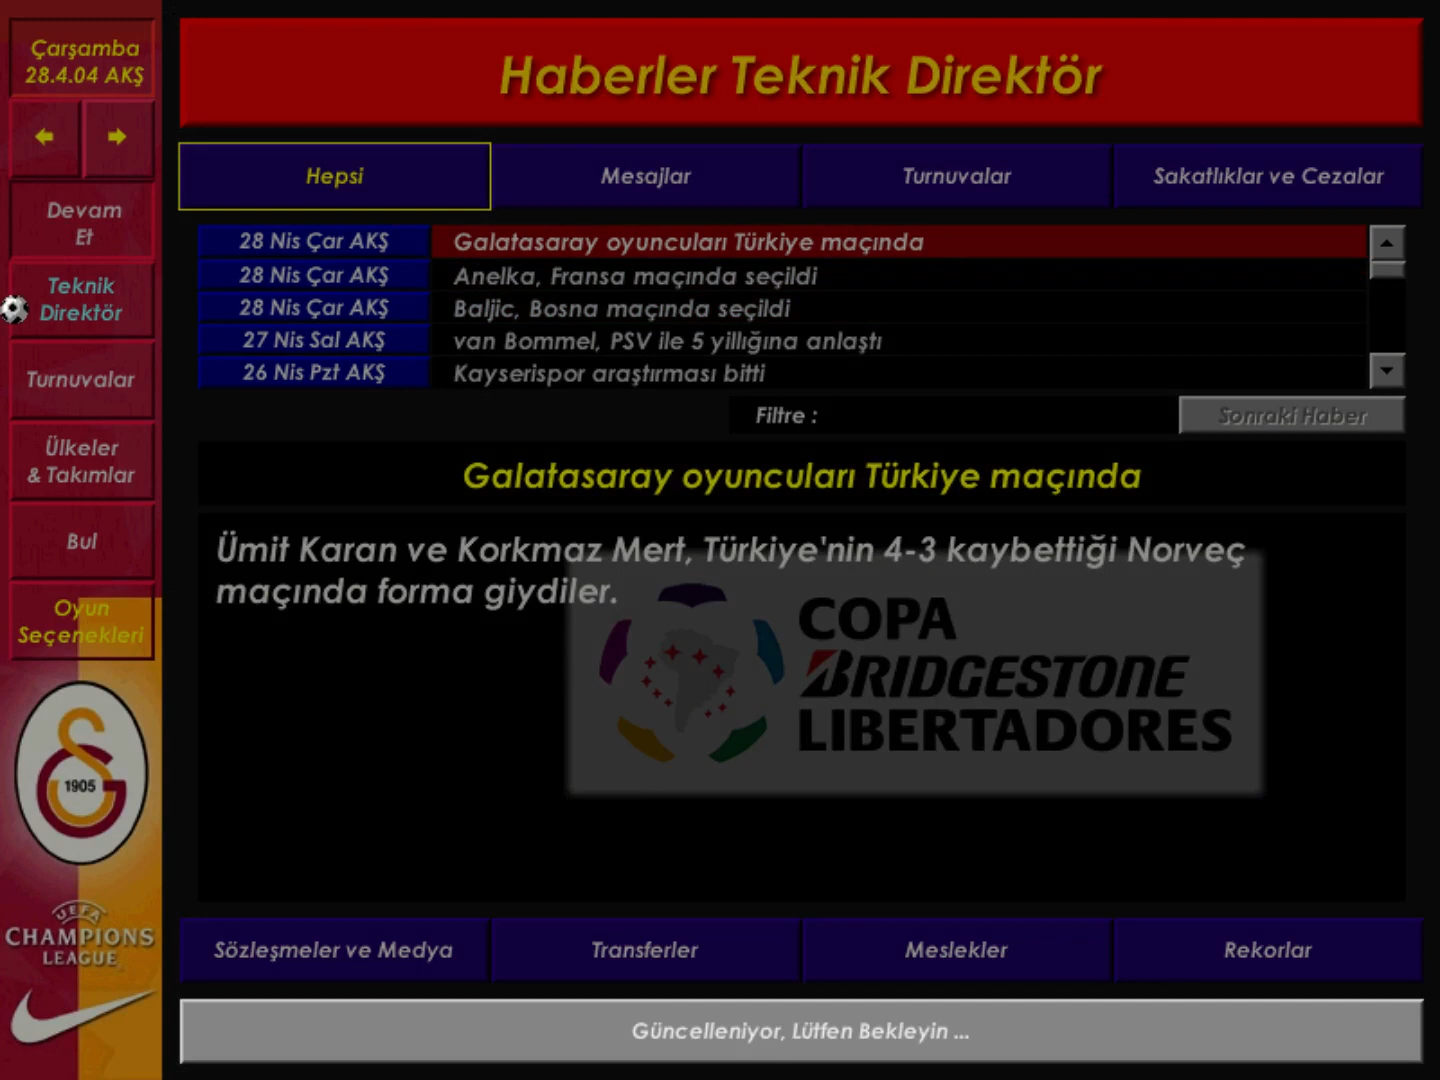 Çarşamba
28.4.04 AKŞ
Devam
Et
Teknik
Direktör
Turnuvalar
Ülkeler
& Takımlar
Bul
Oyun
Seçenekleri
1905
UEFA
CHAMPIONS
LEAGUE
Haberler Teknik Direktör
Hepsi
Mesajlar
Turnuvalar
Sakatlıklar ve Cezalar
28 Nis Çar AKŞ Galatasaray oyuncuları Türkiye maçında
28 Nis Çar AKŞ Anelka, Fransa maçında seçildi
28 Nis Çar AKŞ Baljic, Bosna maçında seçildi
27 Nis Sal AKŞ van Bommel, PSV ile 5 yıllığına anlaştı
26 Nis Pzt AKŞ Kayserispor araştırması bitti
Filtre :
Sonraki Haber
Galatasaray oyuncuları Türkiye maçında
Ümit Karan ve Korkmaz Mert, Türkiye'nin 4-3 kaybettiği Norveç
maçında forma giydiler.
COPA
BRIDGESTONE
LIBERTADORES
Sözleşmeler ve Medya
Transferler
Meslekler
Rekorlar
Güncelleniyor, Lütfen Bekleyin ...